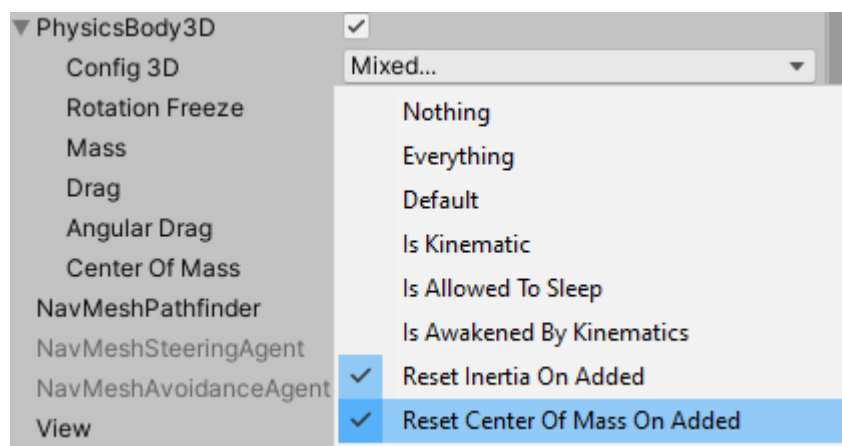 PhysicsBody3D
Config 3D Mixed...
Rotation Freeze
Mass
Drag
Angular Drag
Center Of Mass
NavMeshPathfinder
NavMeshSteeringAgent
NavMeshAvoidanceAgent
View
Nothing
Everything
Default
Is Kinematic
Is Allowed To Sleep
Is Awakened By Kinematics
Reset Inertia On Added
Reset Center Of Mass On Added